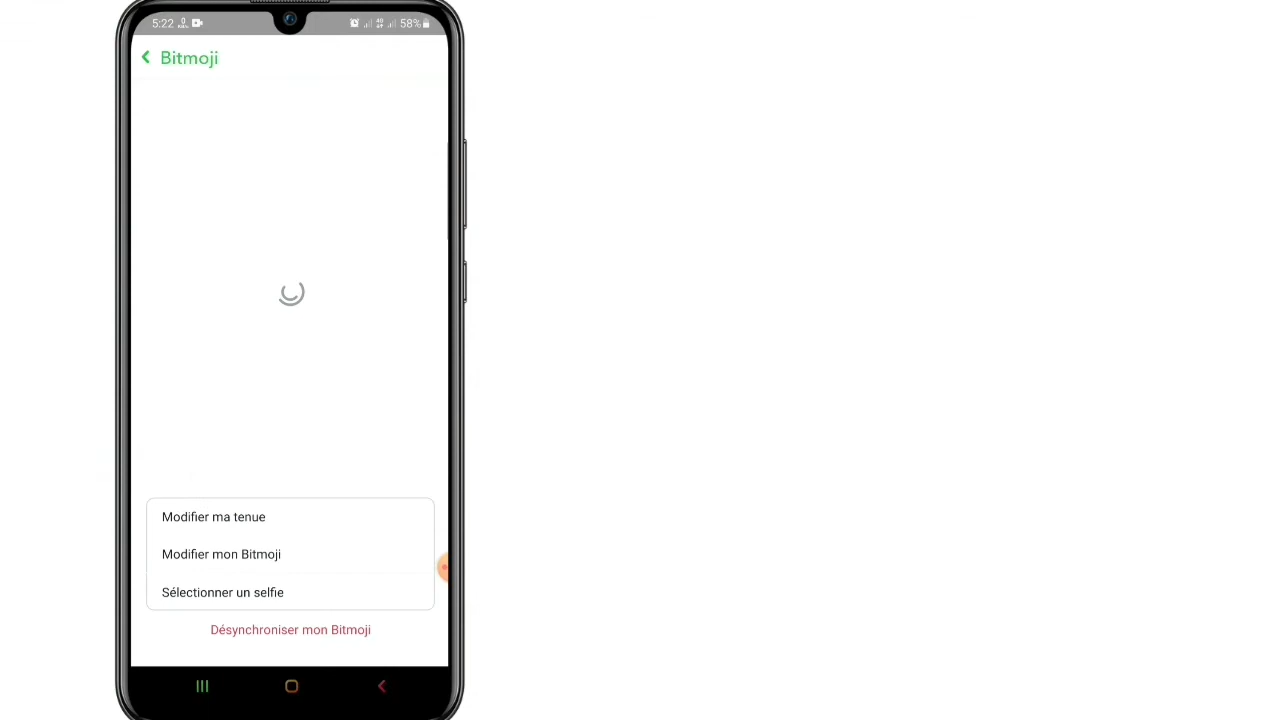 5:22
58%
Bitmoji
Modifier ma tenue
Modifier mon Bitmoji
Sélectionner un selfie
Désynchroniser mon Bitmoji